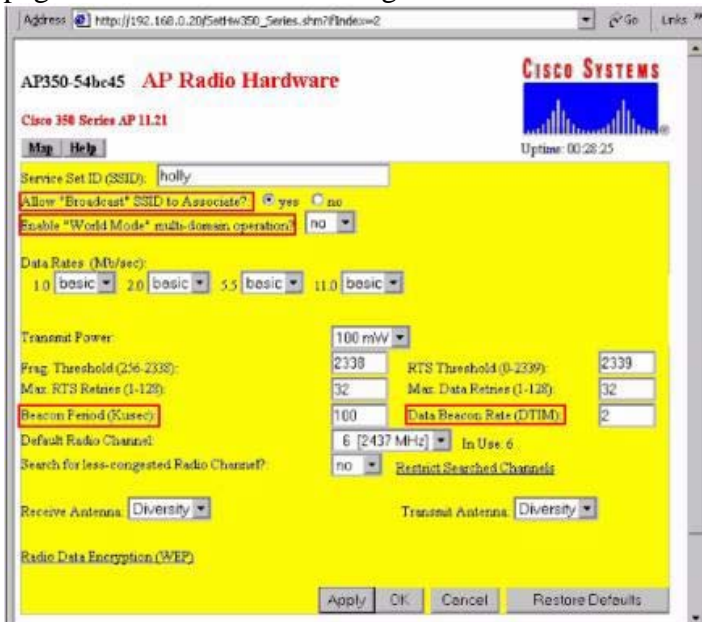 Address http://192.168.0.20/SetHw350_Series.shm?ifIndex=2 Go Links »
AP350-54bc45 AP Radio Hardware
CISCO SYSTEMS
Cisco 350 Series AP 11.21
Map Help
Uptime: 00:28:25
Service Set ID (SSID): holly
Allow "Broadcast" SSID to Associate?: yes no
Enable "World Mode" multi-domain operation? no
Data Rates (Mb/sec):
1.0 basic 2.0 basic 5.5 basic 11.0 basic
Transmit Power: 100 mW
Frag. Threshold (256-2338): 2338 RTS Threshold (0-2339): 2339
Max. RTS Retries (1-128): 32 Max. Data Retries (1-128): 32
Beacon Period (Kusec): 100 Data Beacon Rate (DTIM): 2
Default Radio Channel: 6 [2437 MHz] In Use: 6
Search for less-congested Radio Channel?: no Restrict Searched Channels
Receive Antenna: Diversity Transmit Antenna: Diversity
Radio Data Encryption (WEP)
Apply OK Cancel Restore Defaults